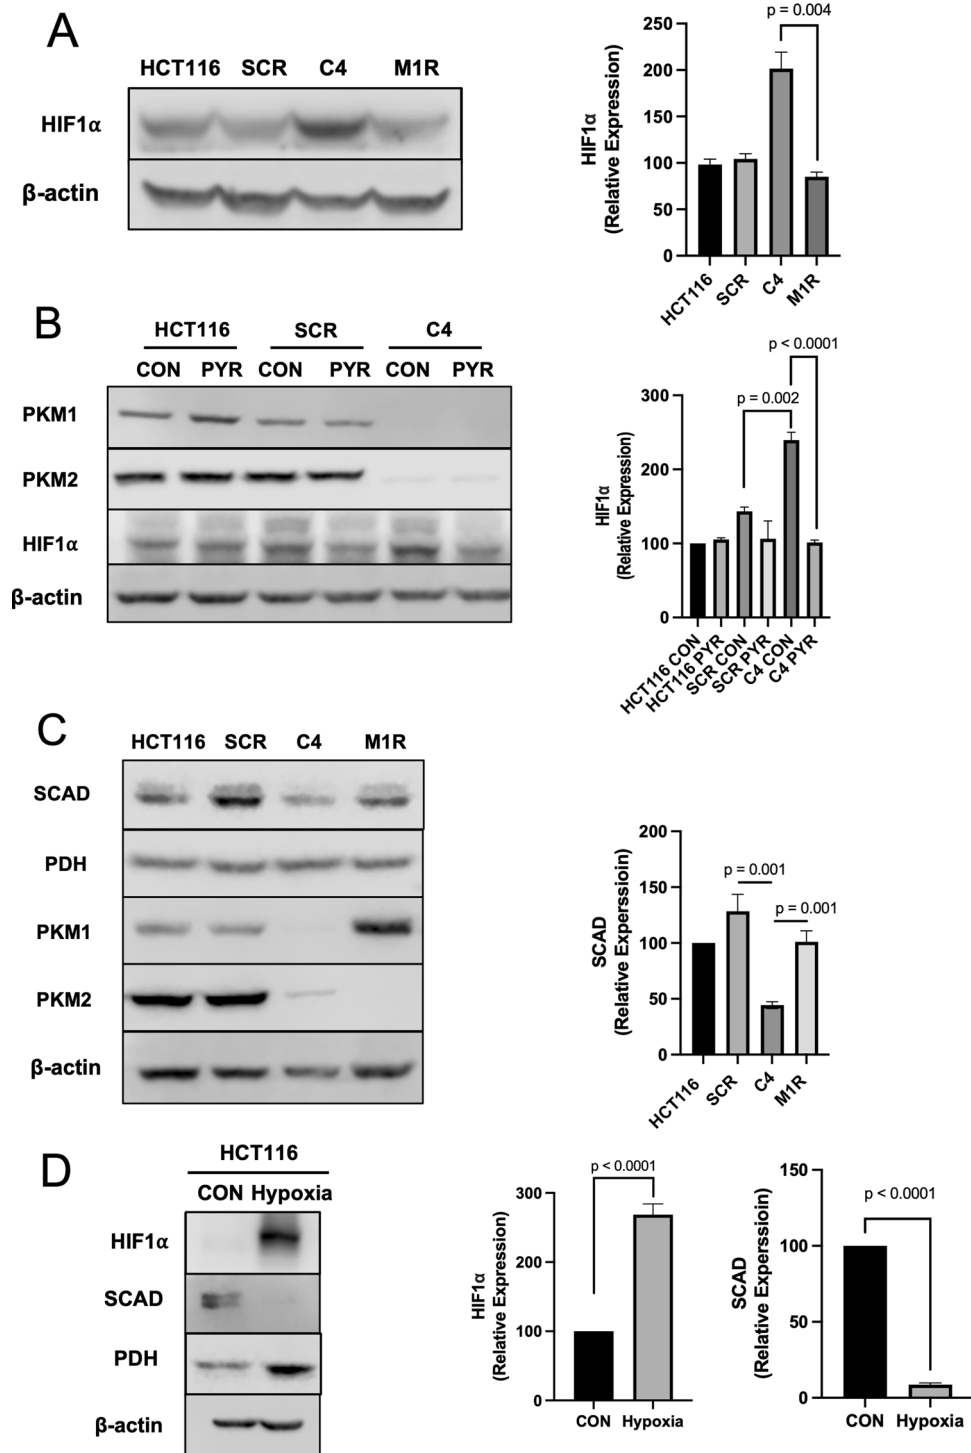 A
HCT116 SCR C4 M1R
HIF1α
β-actin
p = 0.004
HIF1α
(Relative Expression)
250
200
150
100
50
0
HCT116
SCR
C4
M1R
B
HCT116 SCR C4
CON PYR CON PYR CON PYR
PKM1
PKM2
HIF1α
β-actin
p < 0.0001
p = 0.002
HIF1α
(Relative Expression)
300
200
100
0
HCT116 CON
HCT116 PYR
SCR CON
SCR PYR
C4 CON
C4 PYR
C
HCT116 SCR C4 M1R
SCAD
PDH
PKM1
PKM2
β-actin
p = 0.001
p = 0.001
SCAD
(Relative Experssioin)
200
150
100
50
0
HCT116
SCR
C4
M1R
D
HCT116
CON Hypoxia
HIF1α
SCAD
PDH
β-actin
p < 0.0001
HIF1α
(Relative Expression)
300
200
100
0
CON Hypoxia
p < 0.0001
SCAD
(Relative Experssioin)
150
100
50
0
CON Hypoxia